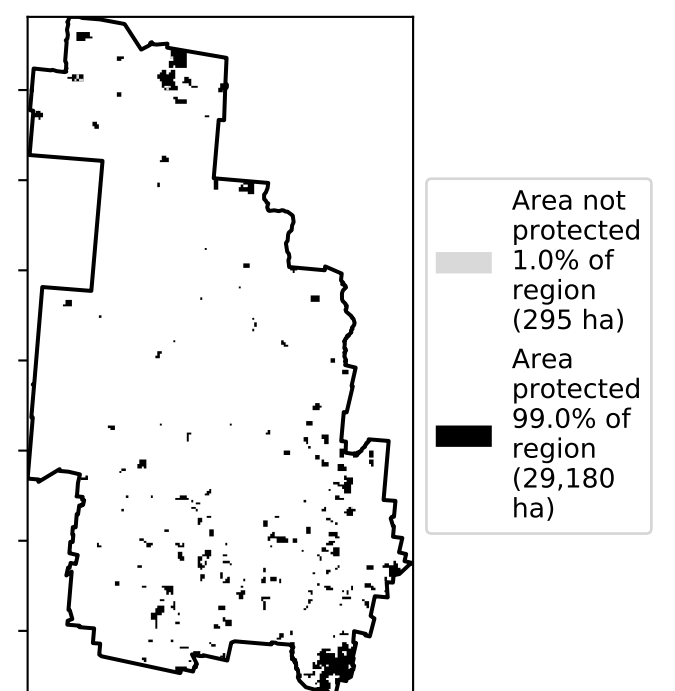 Area not
protected
1.0% of
region
(295 ha)
Area
protected
99.0% of
region
(29,180
ha)